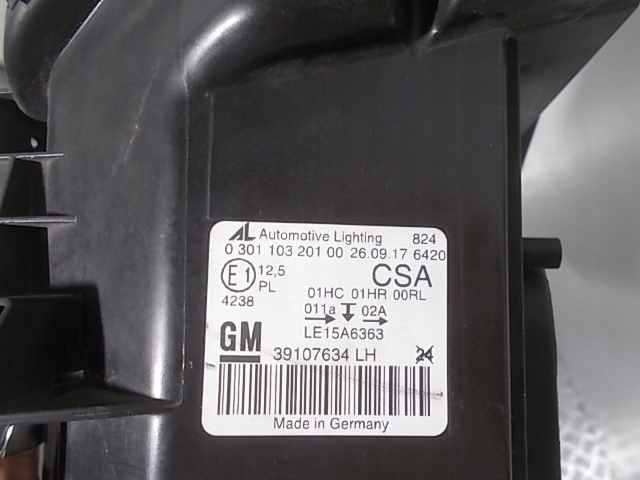 AL Automotive Lighting 824
0 301 103 201 00 26.09.17 6420
E1 12,5 CSA
PL 01HC 01HR 00RL
4238 011a 02A
LE15A6363
GM 39107634 LH 24
Made in Germany